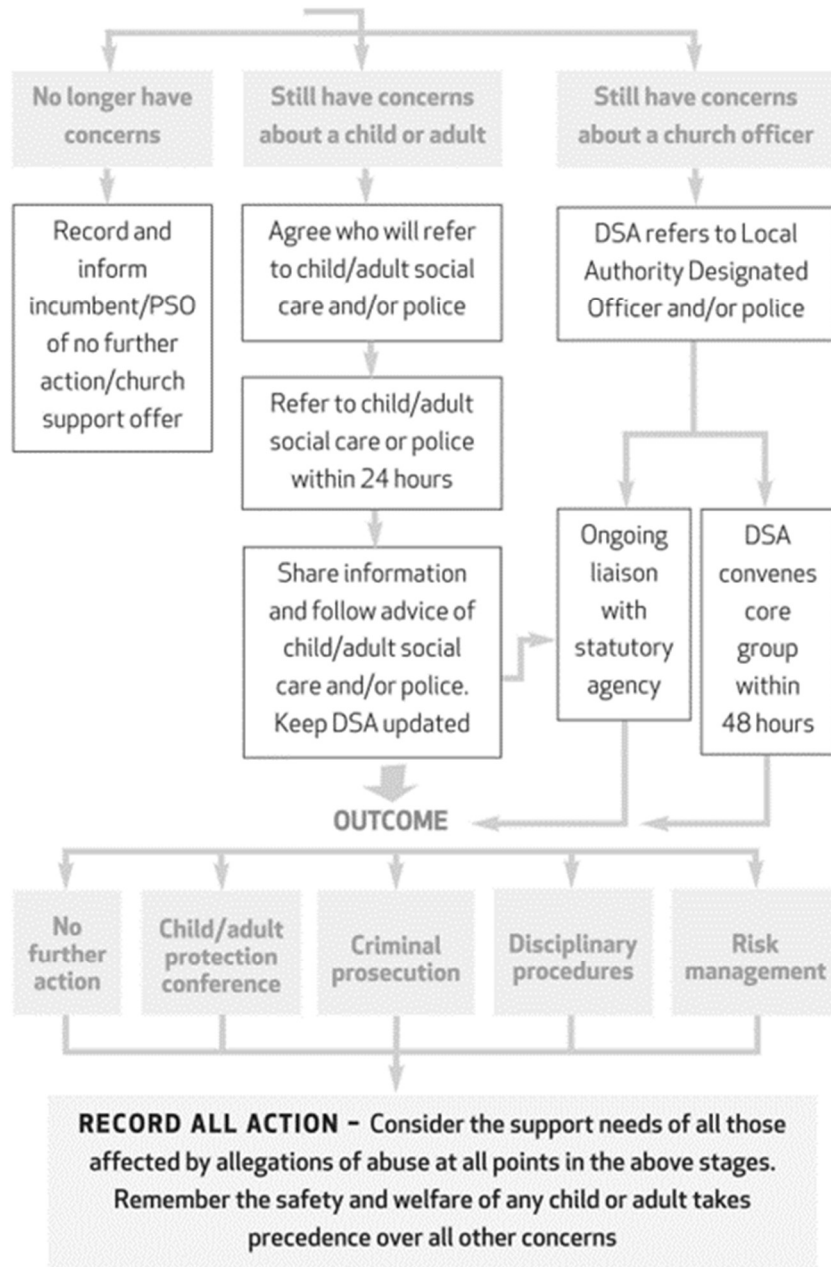 No longer have
concerns
Still have concerns
about a child or adult
Still have concerns
about a church officer
Record and
inform
incumbent/PSO
of no further
action/church
support offer
Agree who will refer
to child/adult social
care and/or police
DSA refers to Local
Authority Designated
Officer and/or police
Refer to child/adult
social care or police
within 24 hours
Share information
and follow advice of
child/adult social
care and/or police.
Keep DSA updated
Ongoing
liaison
with
statutory
agency
DSA
convenes
core
group
within
48 hours
OUTCOME
No
further
action
Child/adult
protection
conference
Criminal
prosecution
Disciplinary
procedures
Risk
management
RECORD ALL ACTION – Consider the support needs of all those
affected by allegations of abuse at all points in the above stages.
Remember the safety and welfare of any child or adult takes
precedence over all other concerns